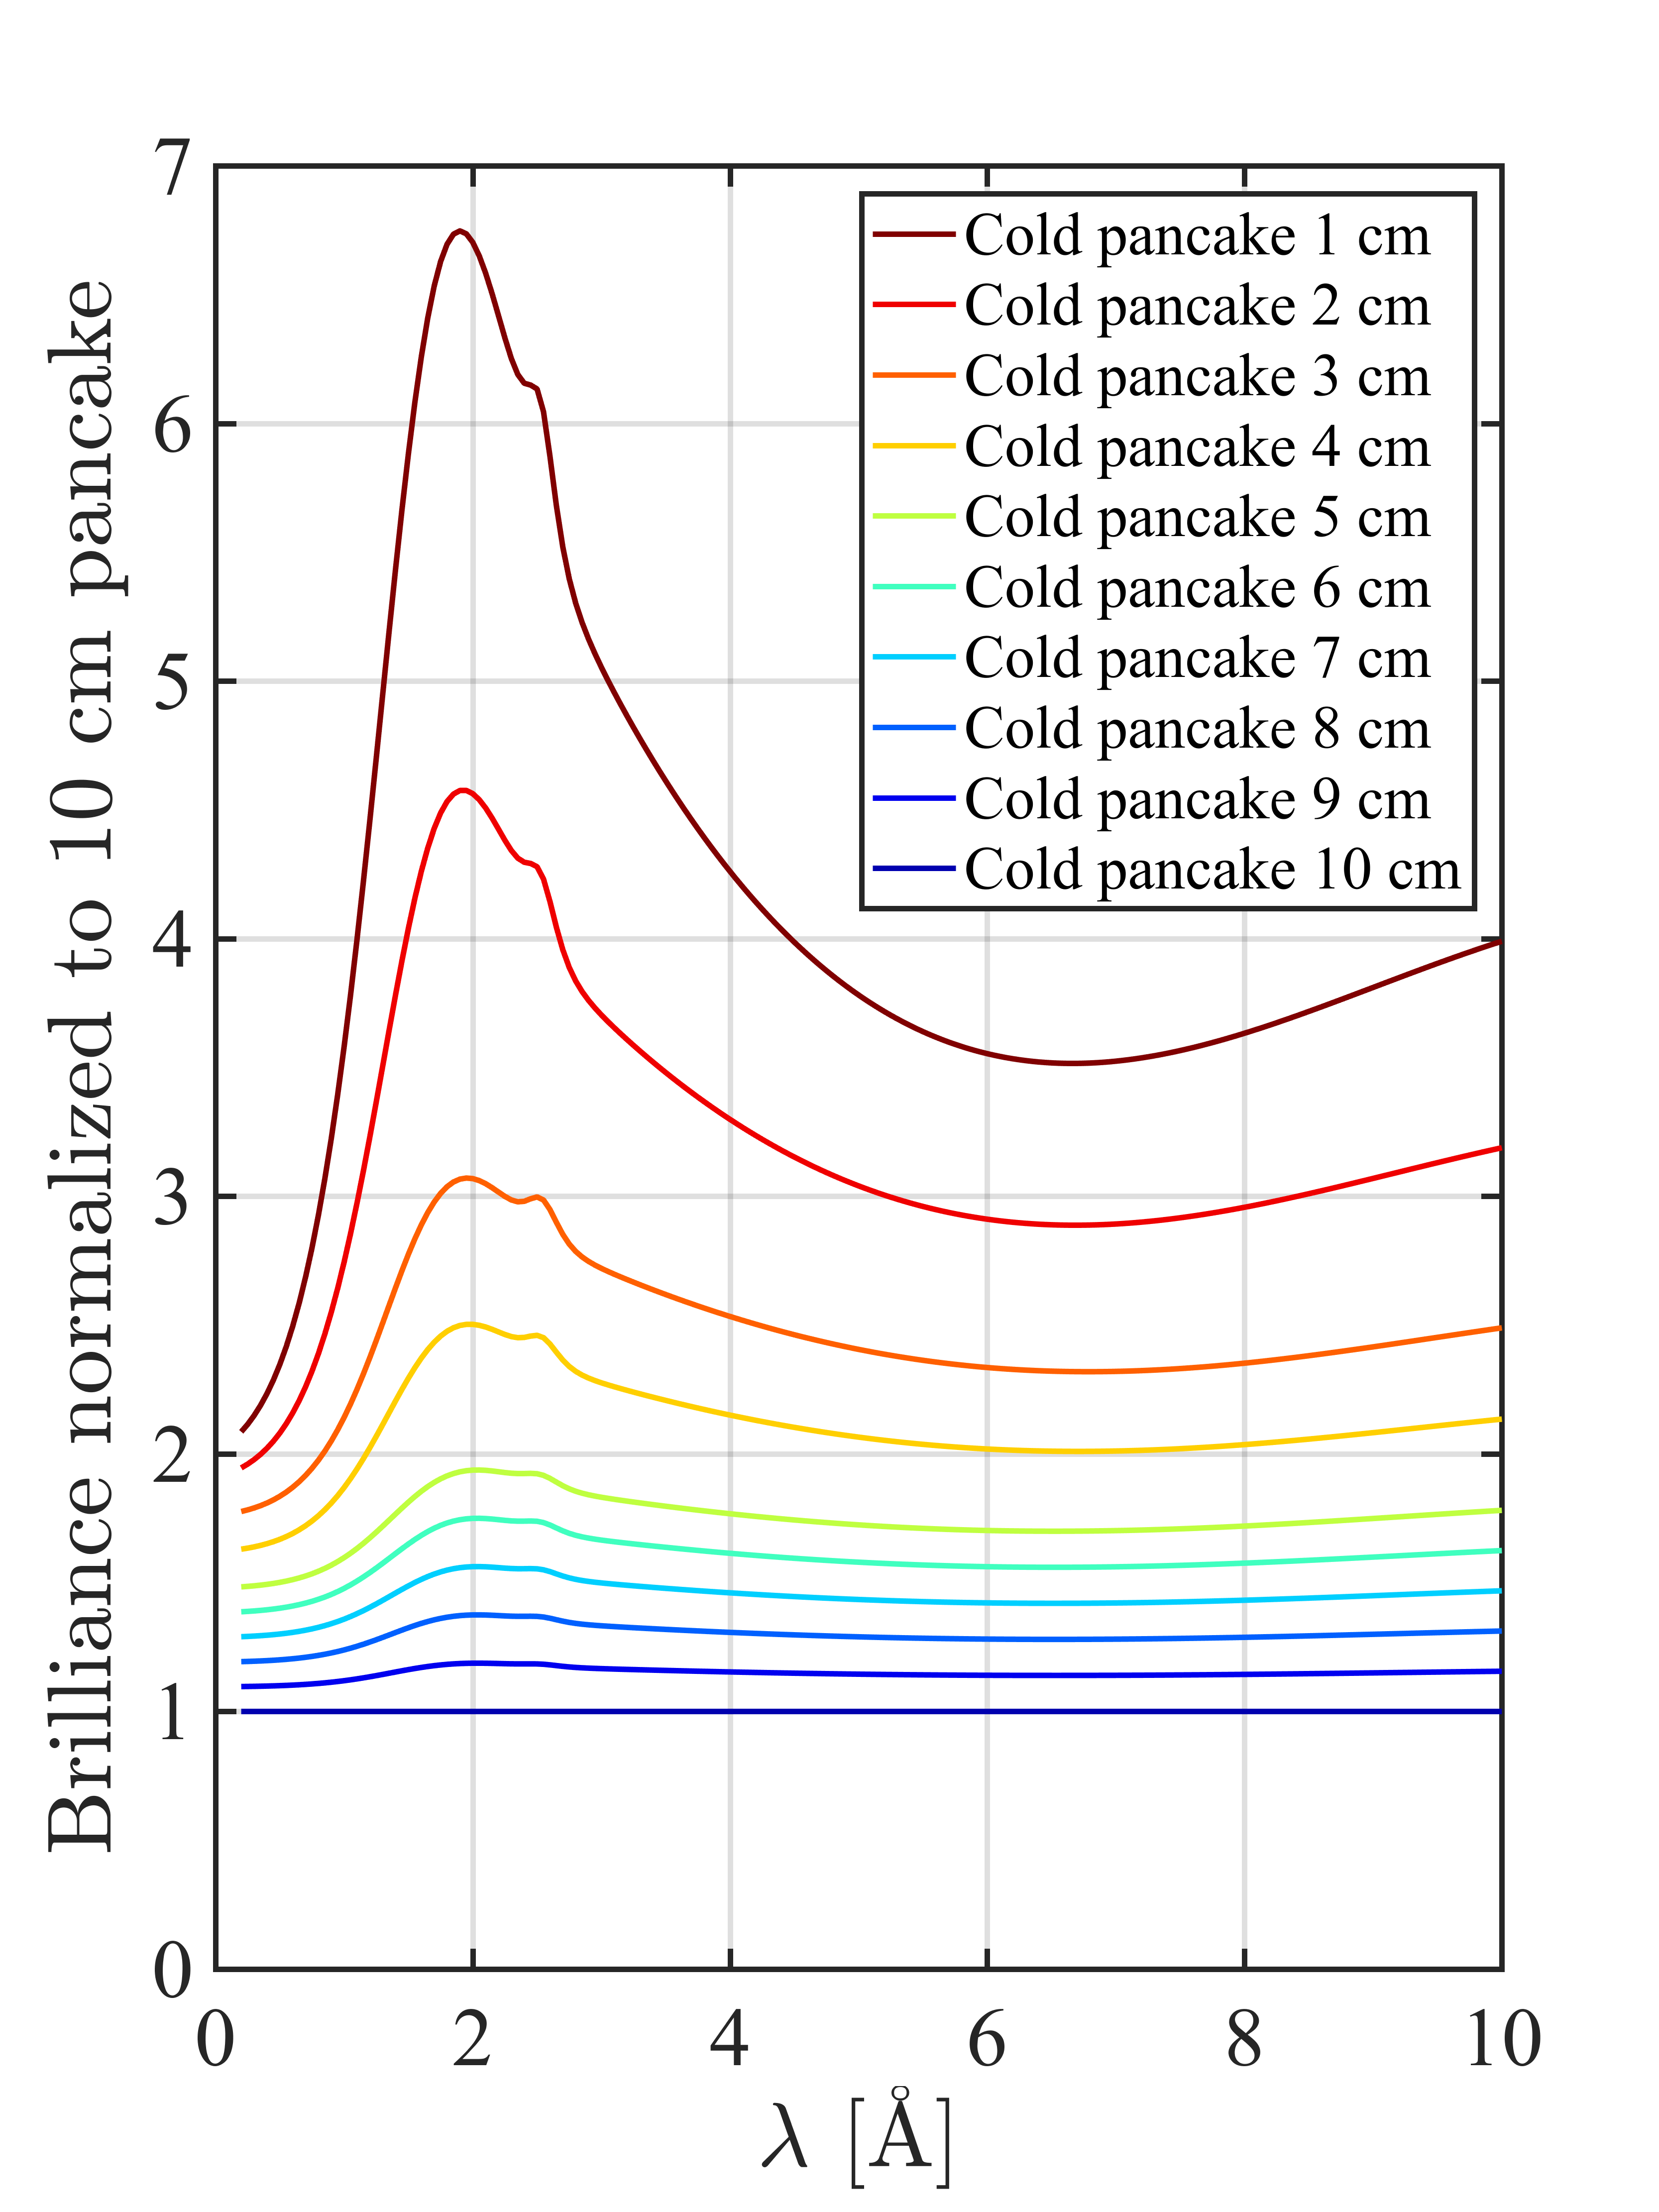 Brilliance normalized to 10 cm pancake
7
6
5
4
3
2
1
0
Cold pancake 1 cm
Cold pancake 2 cm
Cold pancake 3 cm
Cold pancake 4 cm
Cold pancake 5 cm
Cold pancake 6 cm
Cold pancake 7 cm
Cold pancake 8 cm
Cold pancake 9 cm
Cold pancake 10 cm
0 2 4 6 8 10
λ [Å]